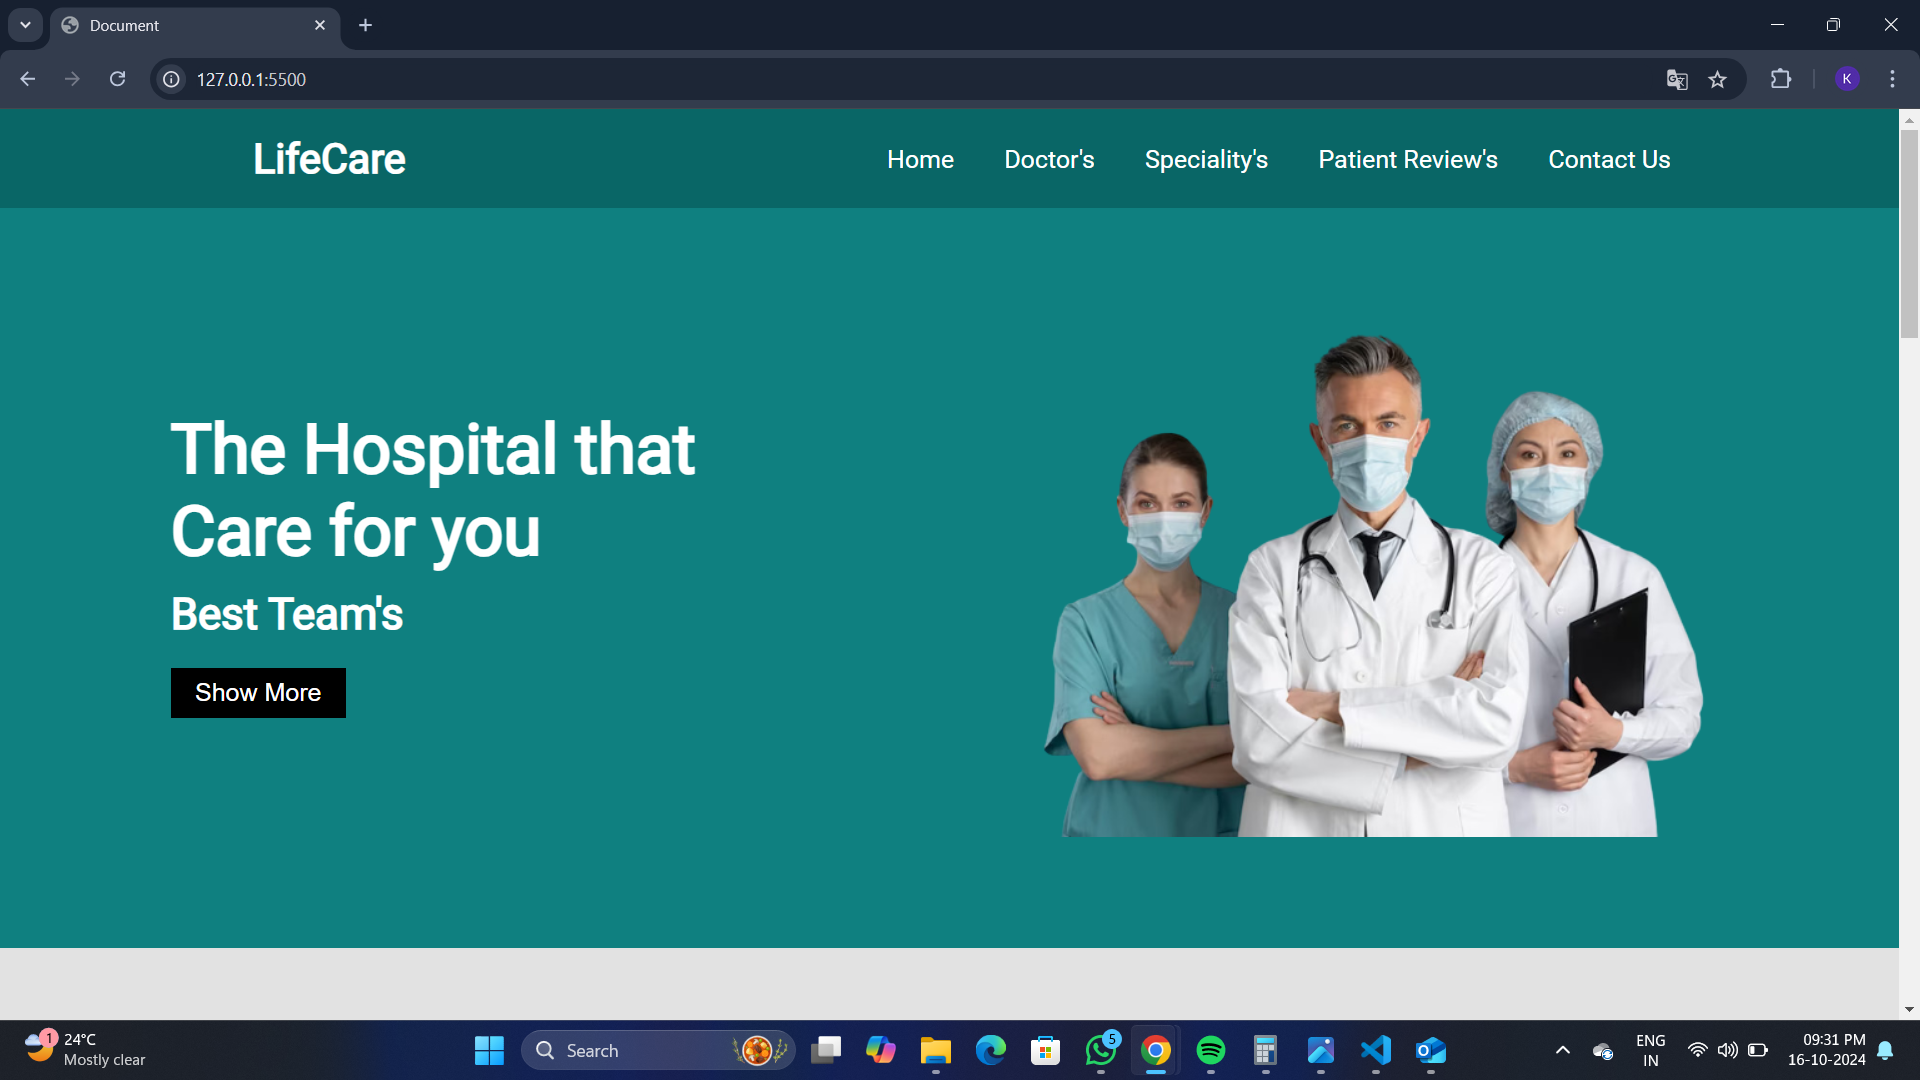 Document
127.0.0.1:5500
K
LifeCare
Home
Doctor's
Speciality's
Patient Review's
Contact Us
The Hospital that
Care for you
Best Team's
Show More
1
24°C
Mostly clear
Search
5
ENG
IN
09:31 PM
16-10-2024